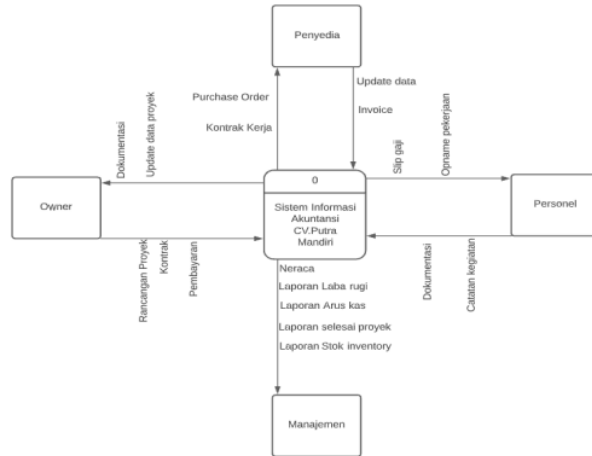 Penyedia
Update data
Purchase Order
Invoice
Kontrak Kerja
Dokumentasi
Update data proyek
Slip gaji
Opname pekerjaan
0
Owner
Sistem Informasi
Akuntansi
CV.Putra
Mandiri
Personel
Rancangan Proyek
Kontrak
Pembayaran
Dokumentasi
Catatan kegiatan
Neraca
Laporan Laba rugi
Laporan Arus kas
Laporan selesai proyek
Laporan Stok inventory
Manajemen